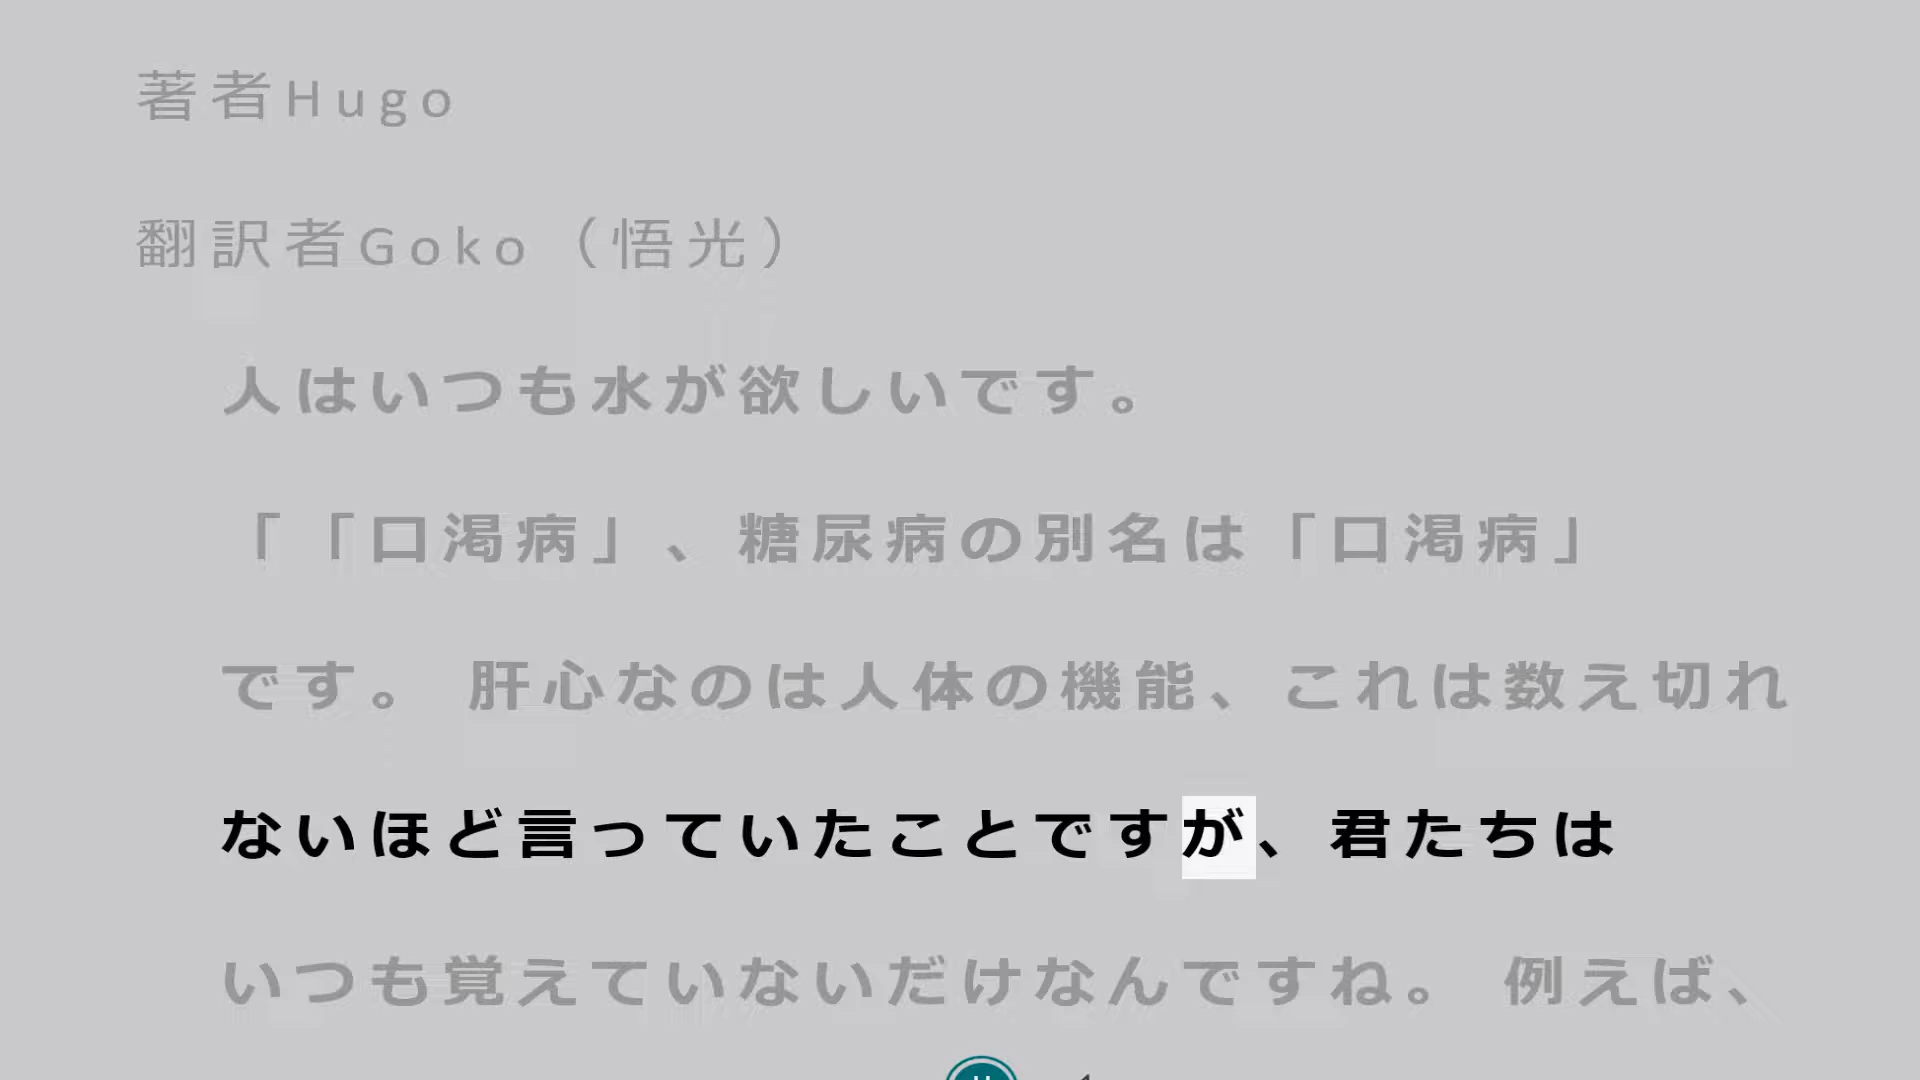 著者Hugo
翻訳者Goko（悟光）
人はいつも水が欲しいです。
「「口渇病」、糖尿病の別名は「口渇病」
です。 肝心なのは人体の機能、これは数え切れ
ないほど言っていたことですが、君たちは
いつも覚えていないだけなんですね。 例えば、